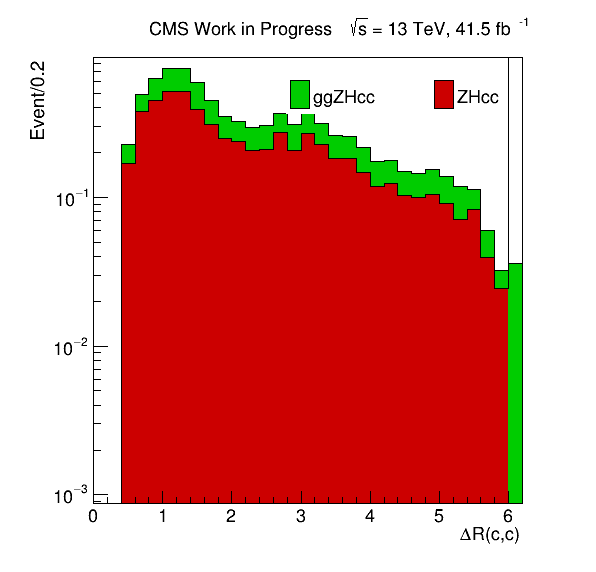 CMS Work in Progress √s = 13 TeV, 41.5 fb⁻¹
Event/0.2
ggZHcc ZHcc
10⁻¹
10⁻²
10⁻³
0 1 2 3 4 5 6
ΔR(c,c)